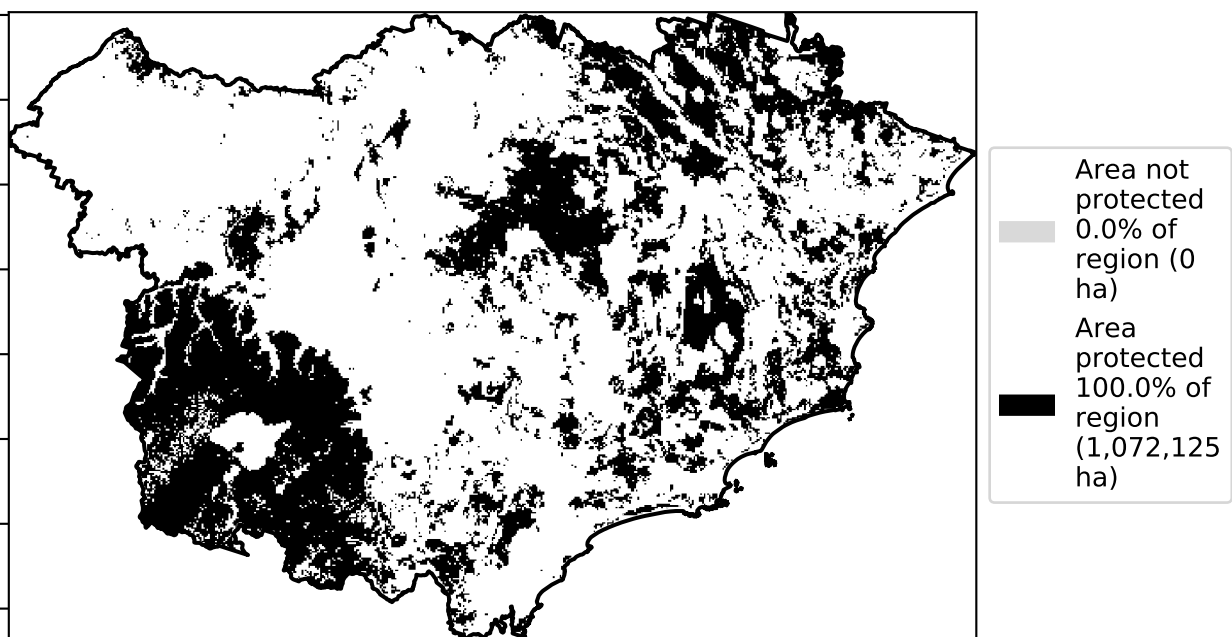 Area not
protected
0.0% of
region (0
ha)
Area
protected
100.0% of
region
(1,072,125
ha)